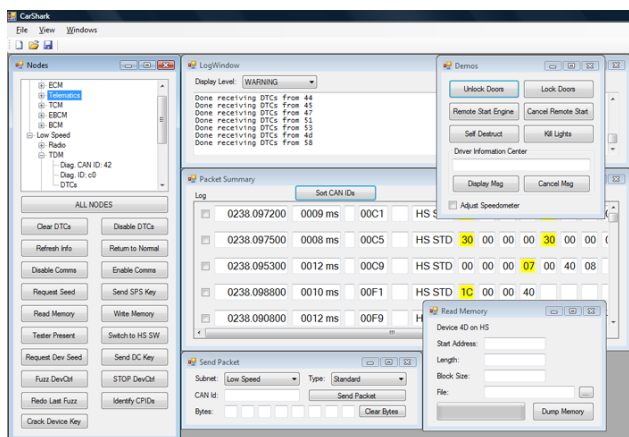 CarShark
File View Windows
Nodes
ECM
Telematics
TCM
EBCM
BCM
Low Speed
Radio
TDM
Diag. CAN ID: 42
Diag. ID: c0
DTCs
ALL NODES
Clear DTCs Disable DTCs
Refresh Info Return to Normal
Disable Comms Enable Comms
Request Seed Send SPS Key
Read Memory Write Memory
Tester Present Switch to HS SW
Request Dev Seed Send DC Key
Fuzz DevCtrl STOP DevCtrl
Redo Last Fuzz Identify CPIDs
Crack Device Key
LogWindow
Display Level: WARNING
Done receiving DTCs from 44
Done receiving DTCs from 45
Done receiving DTCs from 47
Done receiving DTCs from 51
Done receiving DTCs from 53
Done receiving DTCs from 4d
Done receiving DTCs from 58
Demos
Unlock Doors Lock Doors
Remote Start Engine Cancel Remote Start
Self Destruct Kill Lights
Driver Information Center
Display Msg Cancel Msg
Adjust Speedometer
Packet Summary
Log Sort CAN IDs
0238.097200 0009 ms 00C1 HS S
0238.097500 0008 ms 00C5 HS STD 30 00 00 00 30 00 00
0238.095300 0012 ms 00C9 HS STD 00 00 00 07 00 40 08
0238.098800 0010 ms 00F1 HS STD 1C 00 00 40
0238.090800 0012 ms 00F9 H
Send Packet
Subnet: Low Speed Type: Standard
CAN Id: Send Packet
Bytes: Clear Bytes
Read Memory
Device 4D on HS
Start Address:
Length:
Block Size:
File: ...
Dump Memory